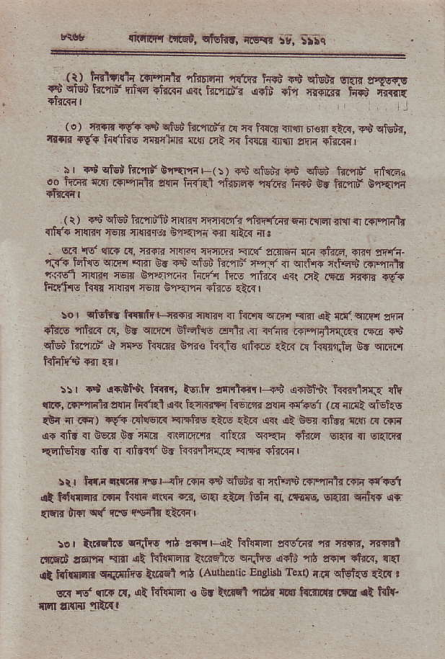 ৮২৬৮ বাংলাদেশ গেজেট, অতিরিক্ত, নভেম্বর ১৮, ১৯৯৭
(২) নিরীক্ষাধীন কোম্পানীর পরিচালনা পর্ষদের নিকট কস্ট অডিটর তাহার প্রস্তুতকৃত
কস্ট অডিট রিপোর্ট দাখিল করিবেন এবং রিপোর্টের একটি কপি সরকারের নিকট সরবরাহ
করিবেন।
(৩) সরকার কর্তৃক কস্ট অডিট রিপোর্টের যে সব বিষয়ে ব্যাখ্যা চাওয়া হইবে, কস্ট অডিটর,
সরকার কর্তৃক নির্ধারিত সময়সীমার মধ্যে সেই সব বিষয়ে ব্যাখ্যা প্রদান করিবেন।
৯। কস্ট অডিট রিপোর্ট উপস্থাপন।—(১) কস্ট অডিটর কস্ট অডিট রিপোর্ট দাখিলের
৩০ দিনের মধ্যে কোম্পানীর প্রধান নির্বাহী পরিচালক পর্ষদের নিকট উক্ত রিপোর্ট উপস্থাপন
করিবেন।
(২) কস্ট অডিট রিপোর্টটি সাধারণ সদস্যবর্গের পরিদর্শনের জন্য খোলা রাখা বা কোম্পানীর
বার্ষিক সাধারণ সভায় সাধারণতঃ উপস্থাপন করা যাইবে নাঃ
তবে শর্ত থাকে যে, সরকার সাধারণ সদস্যদের স্বার্থে প্রয়োজন মনে করিলে, কারণ প্রদর্শন-
পূর্বক লিখিত আদেশ দ্বারা উক্ত কস্ট অডিট রিপোর্ট সম্পূর্ণ বা আংশিক সংশ্লিষ্ট কোম্পানীর
পরবর্তী সাধারণ সভায় উপস্থাপনের নির্দেশ দিতে পারিবে এবং সেই ক্ষেত্রে সরকার কর্তৃক
নির্দেশিত বিষয় সাধারণ সভায় উপস্থাপন করিতে হইবে।
১০। অতিরিক্ত বিষয়াদি।—সরকার সাধারণ বা বিশেষ আদেশ দ্বারা এই মর্মে আদেশ প্রদান
করিতে পারিবে যে, উক্ত আদেশে উল্লিখিত শ্রেণীর বা বর্ণনার কোম্পানীসমূহের ক্ষেত্রে কস্ট
অডিট রিপোর্টে ঐ সমস্ত বিষয়ের উপরও বিবৃতি থাকিতে হইবে যে বিষয়গুলি উক্ত আদেশে
বিনির্দিষ্ট করা হয়।
১১। কস্ট একাউন্টিং বিবরণ, ইত্যাদি প্রমাণীকরণ।—কস্ট একাউন্টিং বিবরণীসমূহ যদি
থাকে, কোম্পানীর প্রধান নির্বাহী এবং হিসাবরক্ষণ বিভাগের প্রধান কর্মকর্তা (যে নামেই অভিহিত
হউন না কেন) কর্তৃক যৌথভাবে স্বাক্ষরিত হইতে হইবে এবং এই উভয় ব্যক্তির মধ্যে যে কোন
এক ব্যক্তি বা উভয়ে উক্ত সময়ে বাংলাদেশের বাহিরে অবস্থান করিলে তাহার বা তাহাদের
স্থলাভিষিক্ত ব্যক্তি বা ব্যক্তিবর্গ উক্ত বিবরণীসমূহে স্বাক্ষর করিবেন।
১২। বিধান লংঘনের দণ্ড।—যদি কোন কস্ট অডিটর বা সংশ্লিষ্ট কোম্পানীর কোন কর্মকর্তা
এই বিধিমালার কোন বিধান লংঘন করে, তাহা হইলে তিনি বা, ক্ষেত্রমত, তাহারা অনধিক এক
হাজার টাকা অর্থ দণ্ডে দণ্ডনীয় হইবেন।
১৩। ইংরেজীতে অনূদিত পাঠ প্রকাশ।—এই বিধিমালা প্রবর্তনের পর সরকার, সরকারী
গেজেটে প্রজ্ঞাপন দ্বারা এই বিধিমালার ইংরেজীতে অনূদিত একটি পাঠ প্রকাশ করিবে, যাহা
এই বিধিমালার অনুমোদিত ইংরেজী পাঠ (Authentic English Text) নামে অভিহিত হইবে ঃ
তবে শর্ত থাকে যে, এই বিধিমালা ও উক্ত ইংরেজী পাঠের মধ্যে বিরোধের ক্ষেত্রে এই বিধি-
মালা প্রাধান্য পাইবে।